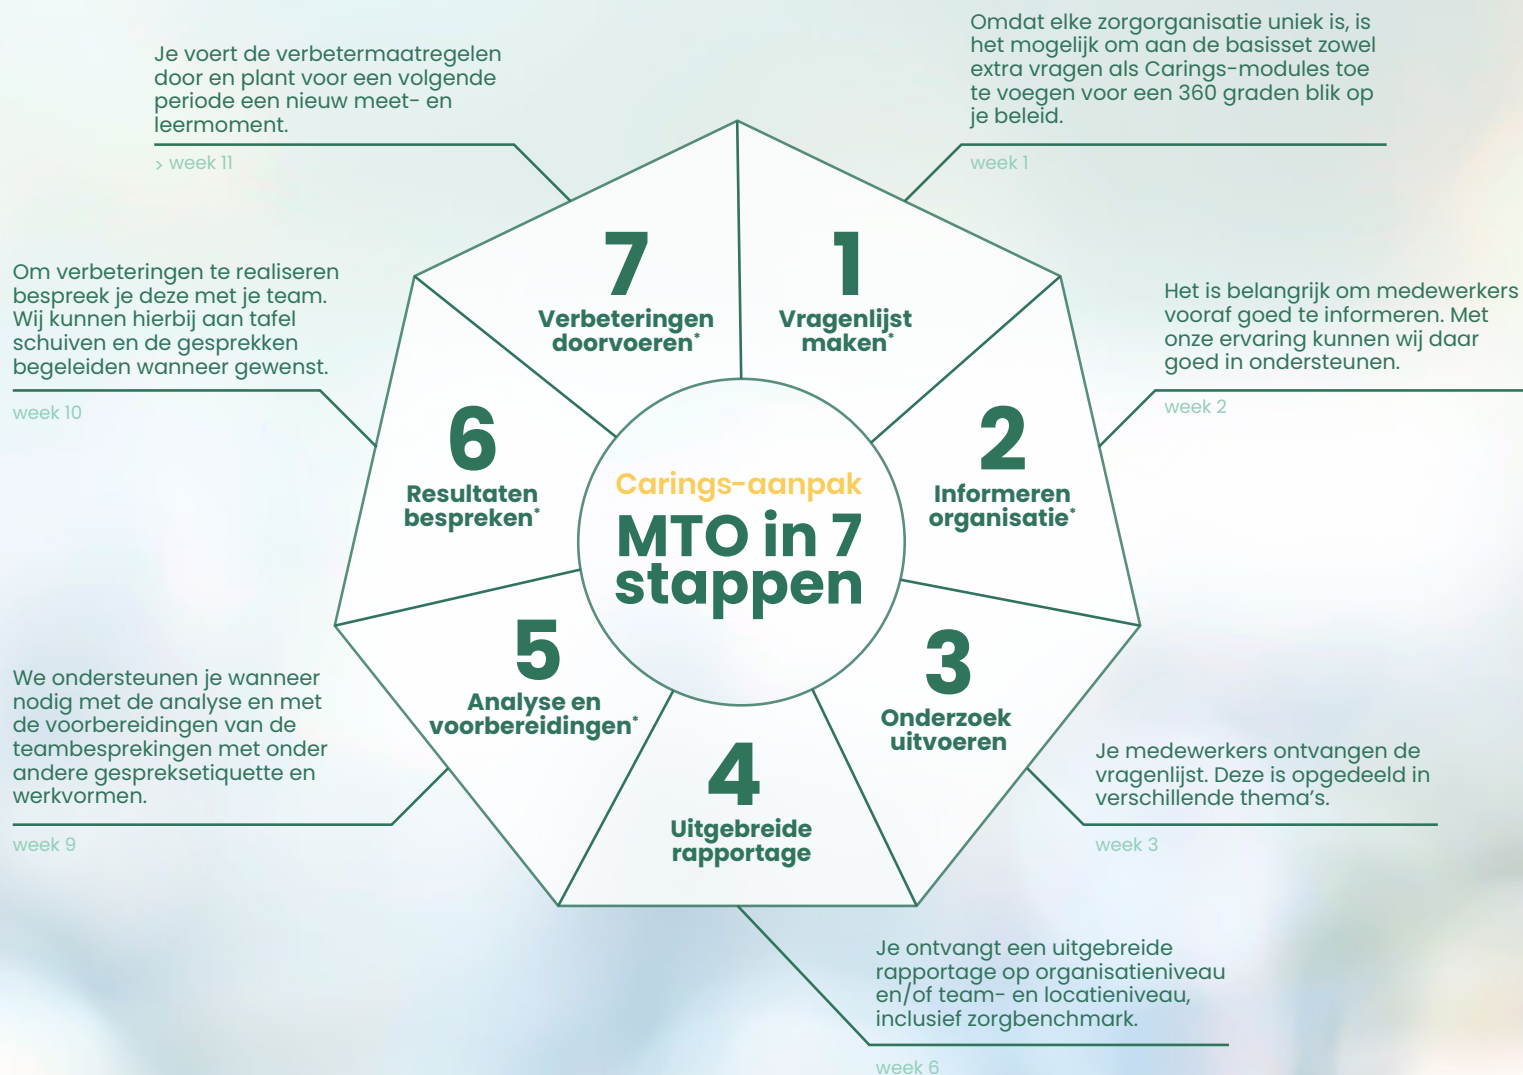 Carings-aanpak
MTO in 7
stappen
1
Vragenlijst
maken*
Omdat elke zorgorganisatie uniek is, is
het mogelijk om aan de basisset zowel
extra vragen als Carings-modules toe
te voegen voor een 360 graden blik op
je beleid.
week 1
2
Informeren
organisatie*
Het is belangrijk om medewerkers
vooraf goed te informeren. Met
onze ervaring kunnen wij daar
goed in ondersteunen.
week 2
3
Onderzoek
uitvoeren
Je medewerkers ontvangen de
vragenlijst. Deze is opgedeeld in
verschillende thema's.
week 3
4
Uitgebreide
rapportage
Je ontvangt een uitgebreide
rapportage op organisatieniveau
en/of team- en locatieniveau,
inclusief zorgbenchmark.
week 6
5
Analyse en
voorbereidingen*
We ondersteunen je wanneer
nodig met de analyse en met
de voorbereidingen van de
teambesprekingen met onder
andere gespreksetiquette en
werkvormen.
week 9
6
Resultaten
bespreken*
Om verbeteringen te realiseren
bespreek je deze met je team.
Wij kunnen hierbij aan tafel
schuiven en de gesprekken
begeleiden wanneer gewenst.
week 10
7
Verbeteringen
doorvoeren*
Je voert de verbetermaatregelen
door en plant voor een volgende
periode een nieuw meet- en
leermoment.
> week 11